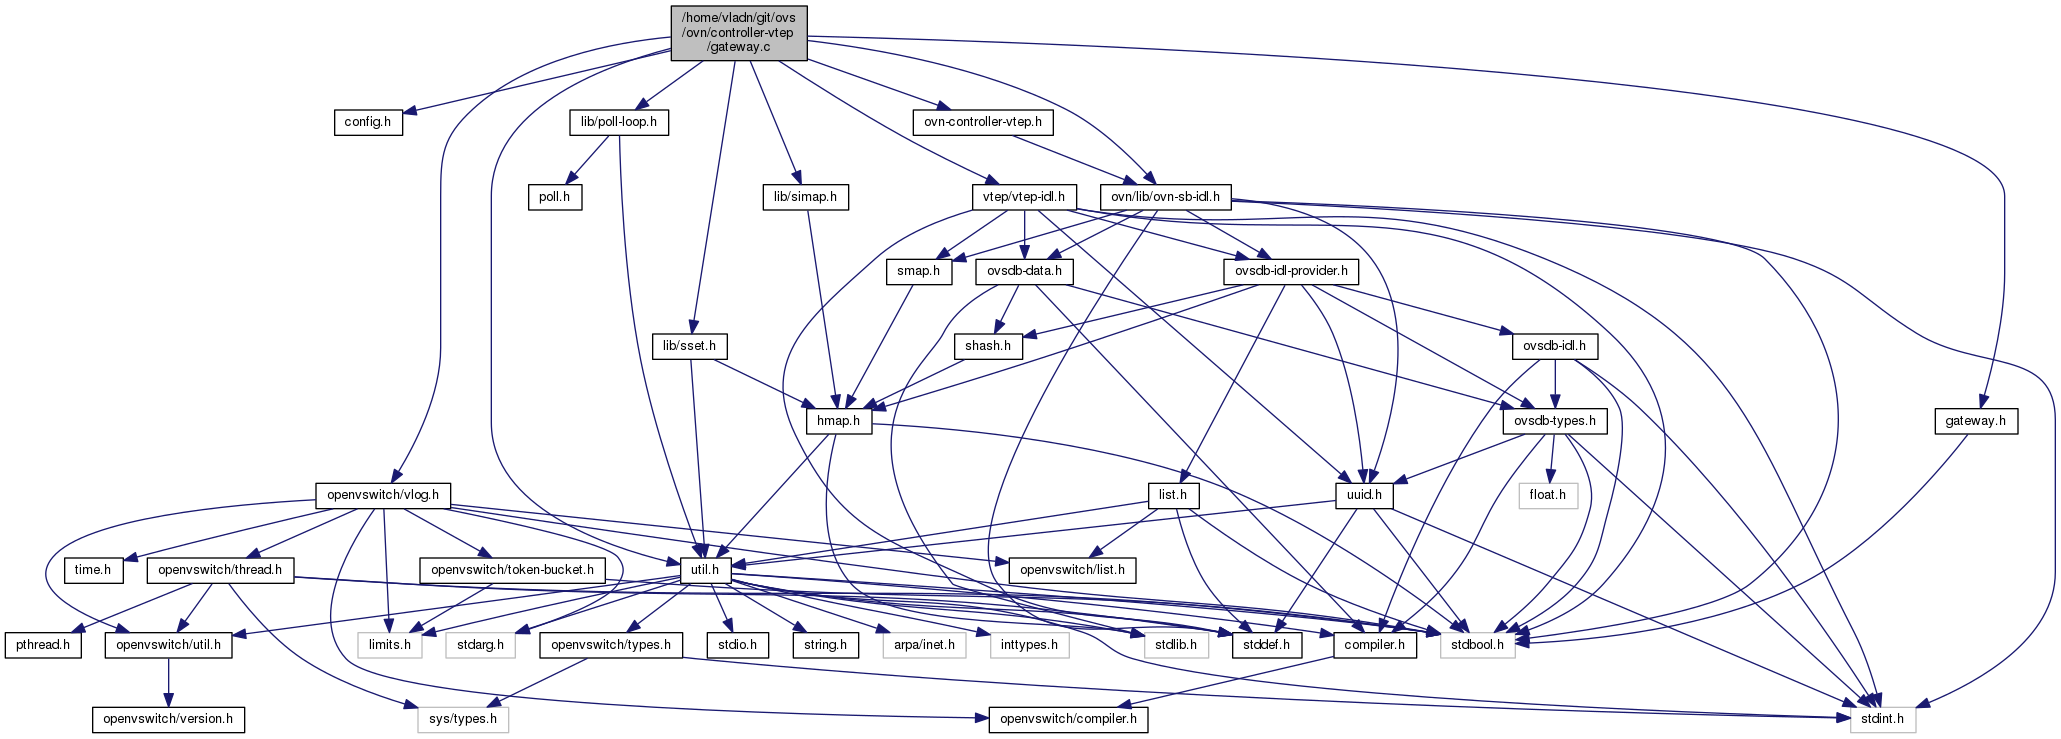 /home/vladn/git/ovs
/ovn/controller-vtep
/gateway.c
config.h
lib/poll-loop.h
ovn-controller-vtep.h
poll.h
lib/simap.h
vtep/vtep-idl.h
ovn/lib/ovn-sb-idl.h
smap.h
ovsdb-data.h
ovsdb-idl-provider.h
lib/sset.h
shash.h
ovsdb-idl.h
hmap.h
ovsdb-types.h
gateway.h
openvswitch/vlog.h
list.h
uuid.h
float.h
time.h
openvswitch/thread.h
openvswitch/token-bucket.h
util.h
openvswitch/list.h
pthread.h
openvswitch/util.h
limits.h
stdarg.h
openvswitch/types.h
stdio.h
string.h
arpa/inet.h
inttypes.h
stdlib.h
stddef.h
compiler.h
stdbool.h
openvswitch/version.h
sys/types.h
openvswitch/compiler.h
stdint.h